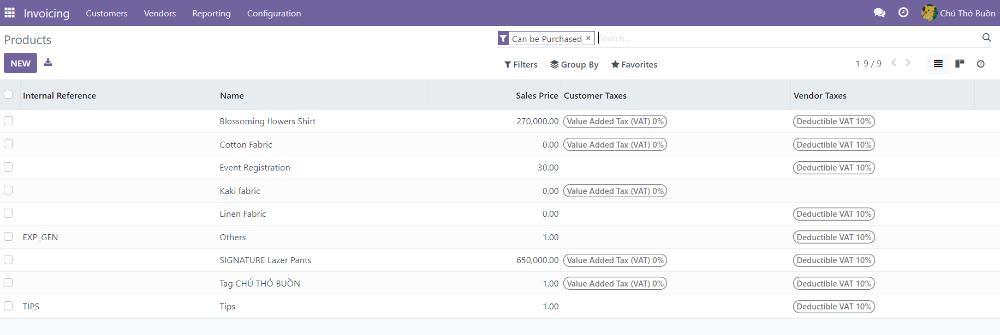 Invoicing Customers Vendors Reporting Configuration Chú Thỏ Buồn
Products Can be Purchased × Search...
NEW Filters Group By Favorites 1-9 / 9
Internal Reference Name Sales Price Customer Taxes Vendor Taxes
Blossoming flowers Shirt 270,000.00 Value Added Tax (VAT) 0% Deductible VAT 10%
Cotton Fabric 0.00 Value Added Tax (VAT) 0% Deductible VAT 10%
Event Registration 30.00 Deductible VAT 10%
Kaki fabric 0.00 Value Added Tax (VAT) 0%
Linen Fabric 0.00 Deductible VAT 10%
EXP_GEN Others 1.00 Deductible VAT 10%
SIGNATURE Lazer Pants 650,000.00 Value Added Tax (VAT) 0% Deductible VAT 10%
Tag CHÚ THỎ BUỒN 1.00 Value Added Tax (VAT) 0% Deductible VAT 10%
TIPS Tips 1.00 Deductible VAT 10%